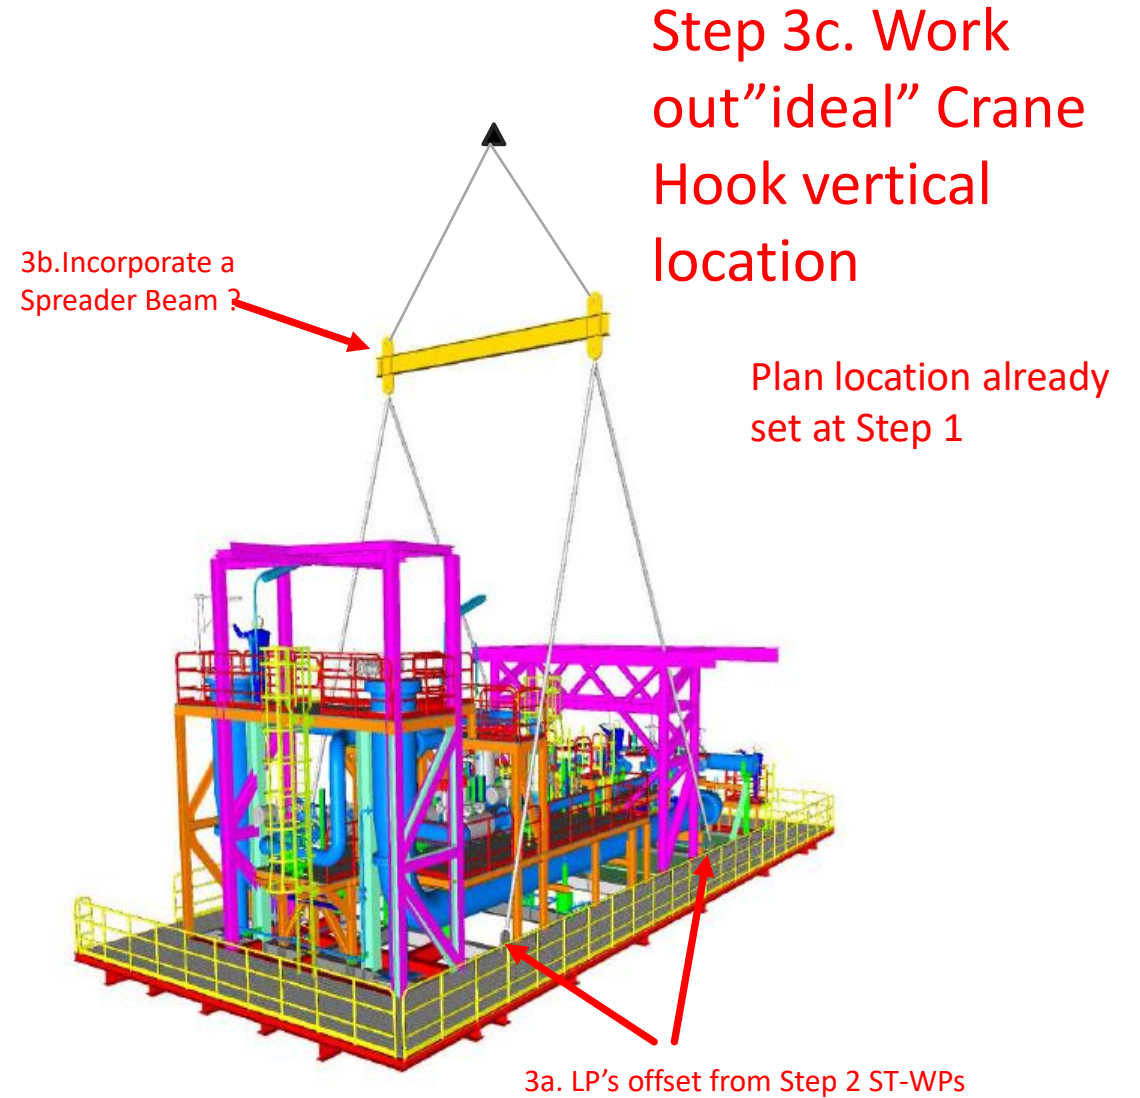 Step 3c. Work
out”ideal” Crane
Hook vertical
location
3b.Incorporate a
Spreader Beam ?
Plan location already
set at Step 1
3a. LP’s offset from Step 2 ST-WPs